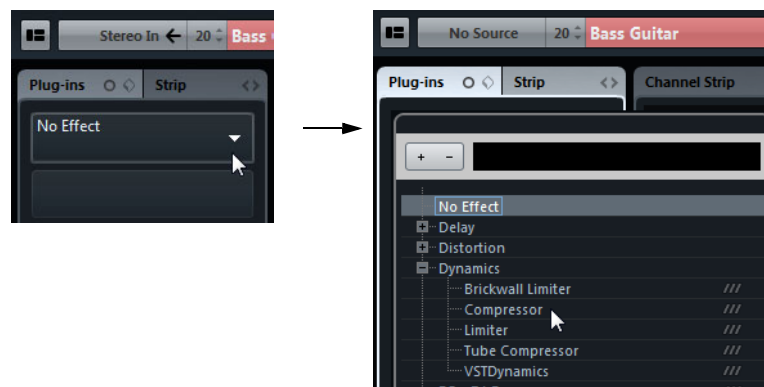 Stereo In 20 Bass
Plug-ins Strip <>
No Effect
No Source 20 Bass Guitar
Plug-ins Strip <> Channel Strip
+ -
No Effect
+ Delay
+ Distortion
- Dynamics
Brickwall Limiter ///
Compressor ///
Limiter ///
Tube Compressor ///
VSTDynamics ///